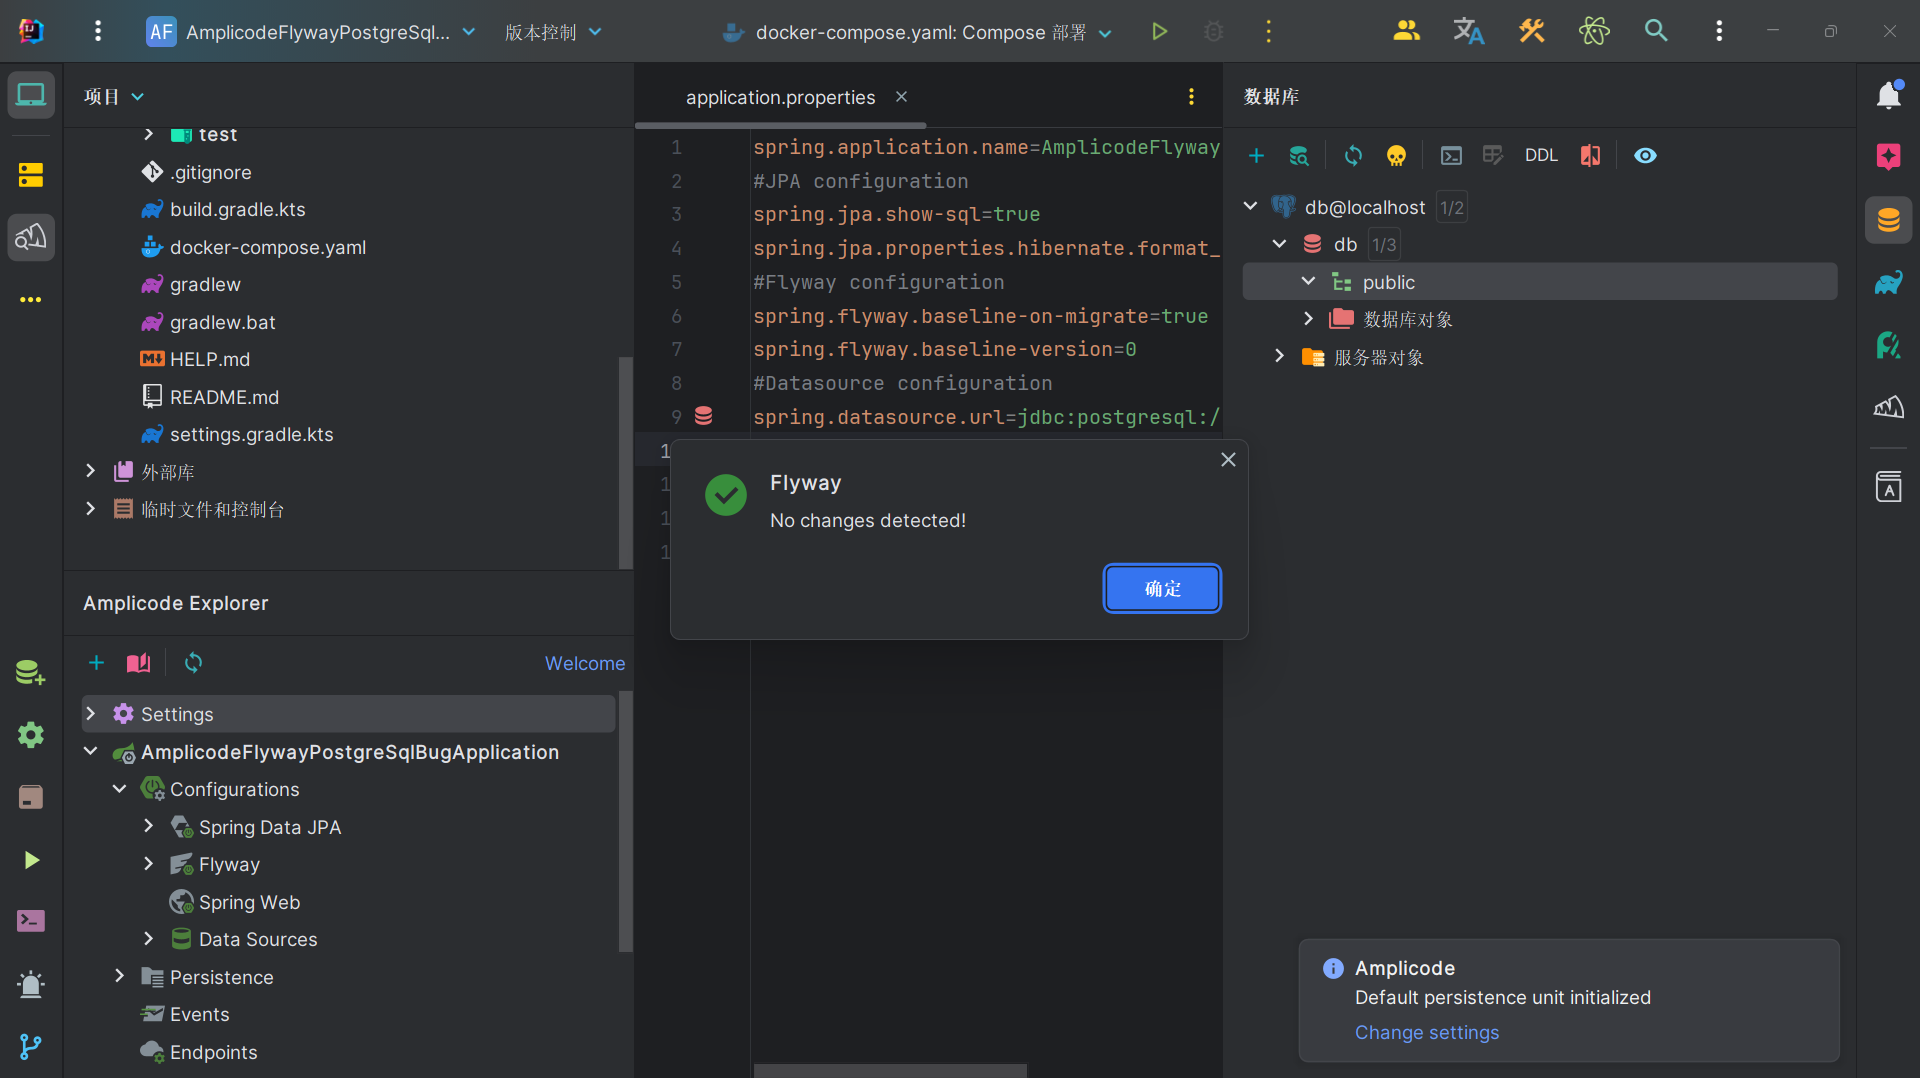 AF AmplicodeFlywayPostgreSql... 版本控制 docker-compose.yaml: Compose 部署
项目
test
.gitignore
build.gradle.kts
docker-compose.yaml
gradlew
gradlew.bat
HELP.md
README.md
settings.gradle.kts
外部库
临时文件和控制台
Amplicode Explorer
Welcome
Settings
AmplicodeFlywayPostgreSqlBugApplication
Configurations
Spring Data JPA
Flyway
Spring Web
Data Sources
Persistence
Events
Endpoints
application.properties
1 spring.application.name=AmplicodeFlyway
2 #JPA configuration
3 spring.jpa.show-sql=true
4 spring.jpa.properties.hibernate.format_
5 #Flyway configuration
6 spring.flyway.baseline-on-migrate=true
7 spring.flyway.baseline-version=0
8 #Datasource configuration
9 spring.datasource.url=jdbc:postgresql:/
1
1
1
1
Flyway
No changes detected!
确定
数据库
DDL
db@localhost 1/2
db 1/3
public
数据库对象
服务器对象
Amplicode
Default persistence unit initialized
Change settings